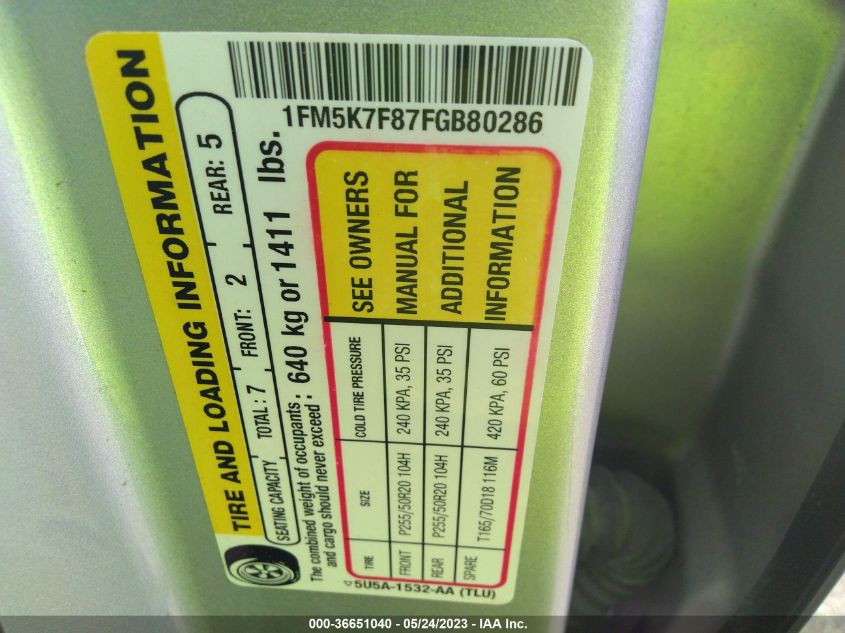 TIRE AND LOADING INFORMATION
SEATING CAPACITY TOTAL: 7 FRONT: 2 REAR: 5
The combined weight of occupants
and cargo should never exceed : 640 kg or 1411 lbs.
TIRE SIZE COLD TIRE PRESSURE
FRONT P255/50R20 104H 240 KPA, 35 PSI
REAR P255/50R20 104H 240 KPA, 35 PSI
SPARE T165/70D18 116M 420 KPA, 60 PSI
SEE OWNERS
MANUAL FOR
ADDITIONAL
INFORMATION
1FM5K7F87FGB80286
5U5A-1532-AA (TLU)
000-36651040 - 05/24/2023 - IAA Inc.